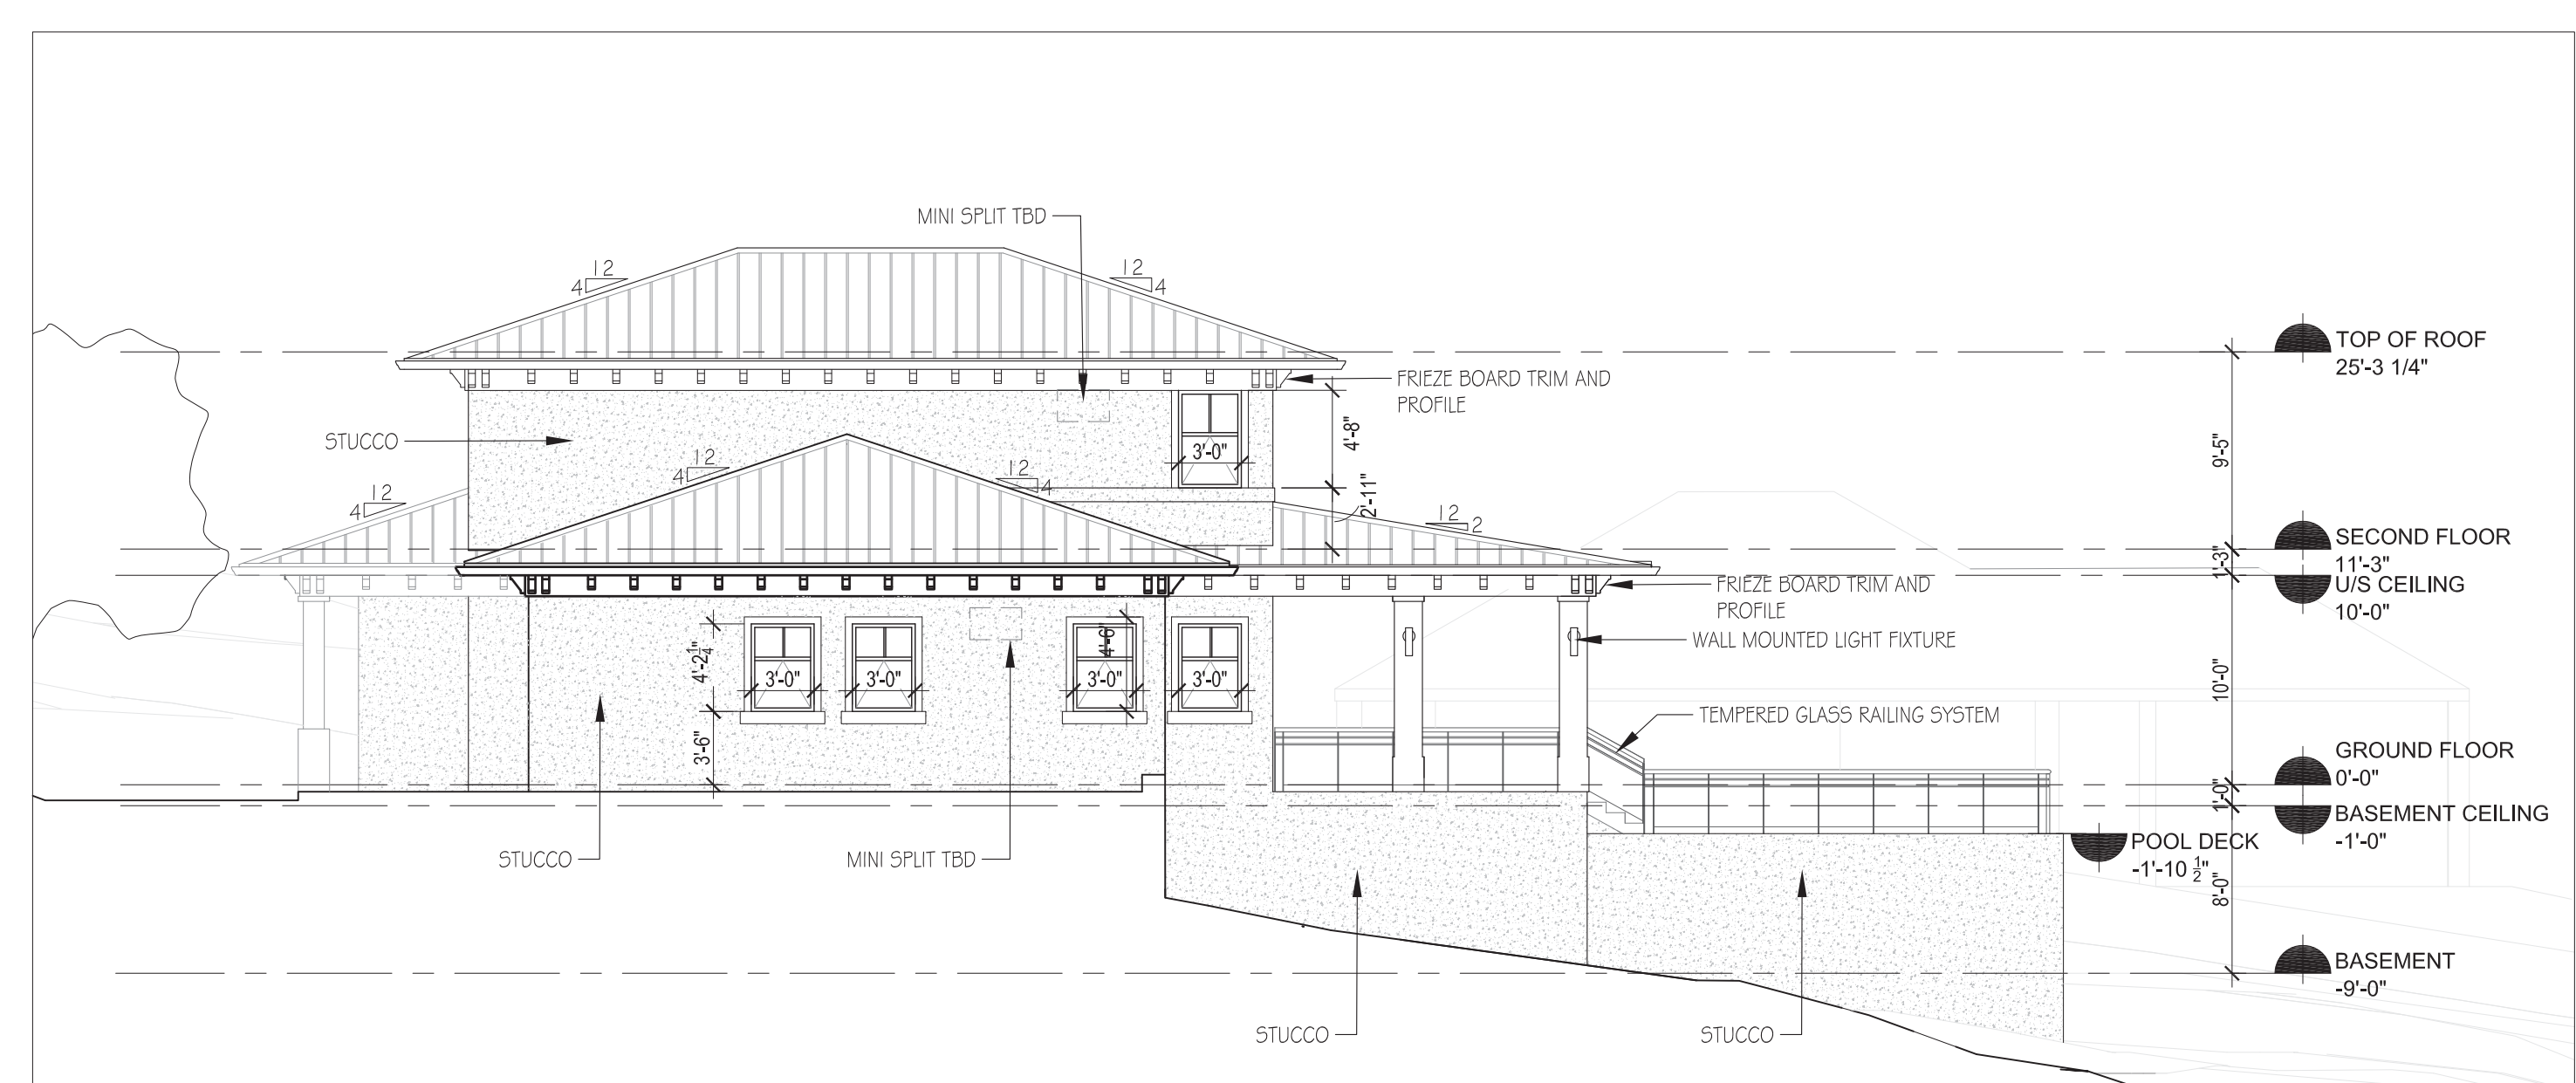 MINI SPLIT TBD
12
4
12
4
TOP OF ROOF
25'-3 1/4"
FRIEZE BOARD TRIM AND
PROFILE
STUCCO
4'-8"
9'-5"
3'-0"
12
4
12
4
12
4
2'-11"
12
2
SECOND FLOOR
11'-3"
1'-3"
U/S CEILING
10'-0"
FRIEZE BOARD TRIM AND
PROFILE
WALL MOUNTED LIGHT FIXTURE
4'-2 1/4"
4'-6"
3'-0"
3'-0"
3'-0"
3'-0"
10'-0"
TEMPERED GLASS RAILING SYSTEM
3'-6"
GROUND FLOOR
0'-0"
1'-0"
BASEMENT CEILING
-1'-0"
STUCCO
MINI SPLIT TBD
POOL DECK
-1'-10 1/2"
8'-0"
BASEMENT
-9'-0"
STUCCO
STUCCO